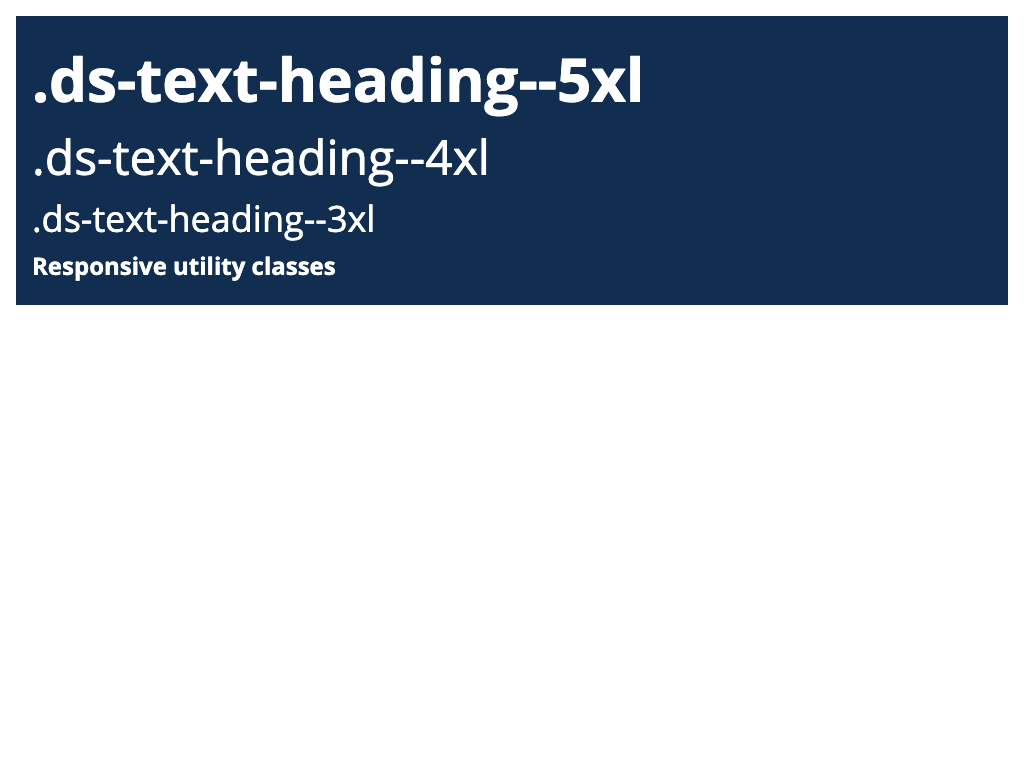 .ds-text-heading--5xl
.ds-text-heading--4xl
.ds-text-heading--3xl
Responsive utility classes